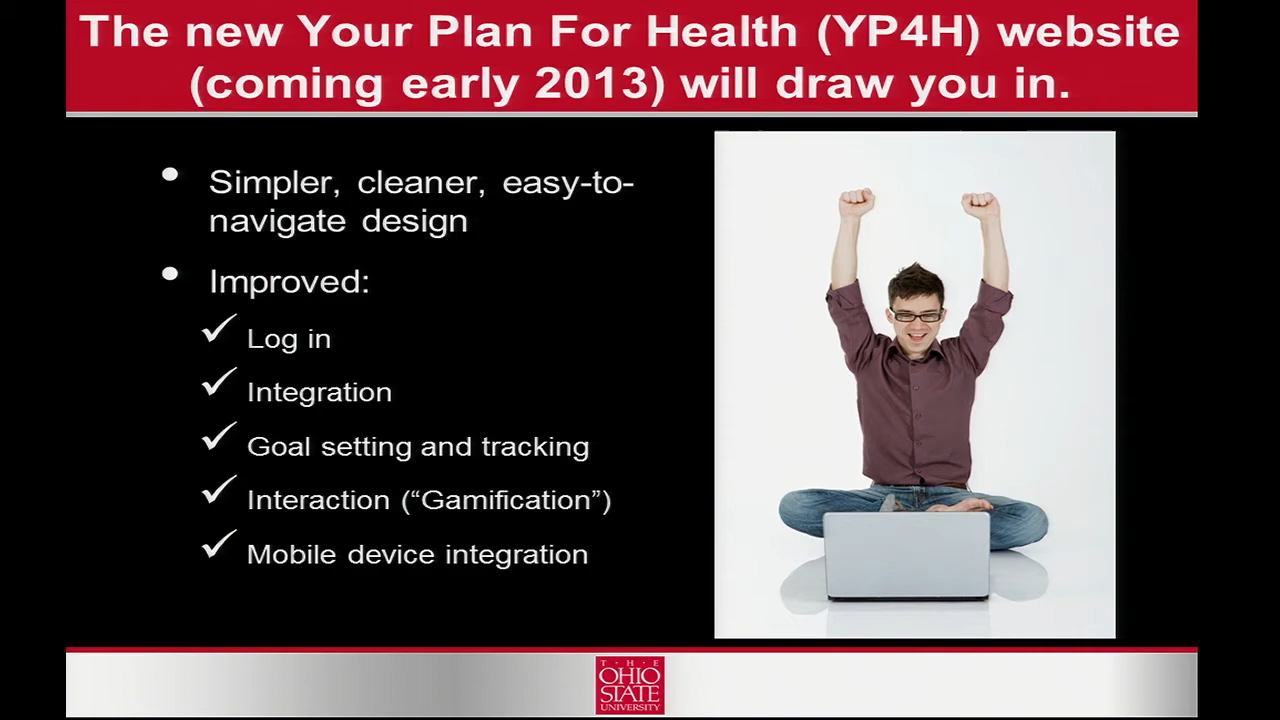 The new Your Plan For Health (YP4H) website
(coming early 2013) will draw you in.
• Simpler, cleaner, easy-to-
navigate design
• Improved:
✓ Log in
✓ Integration
✓ Goal setting and tracking
✓ Interaction (“Gamification”)
✓ Mobile device integration
T·H·E
OHIO
STATE
UNIVERSITY